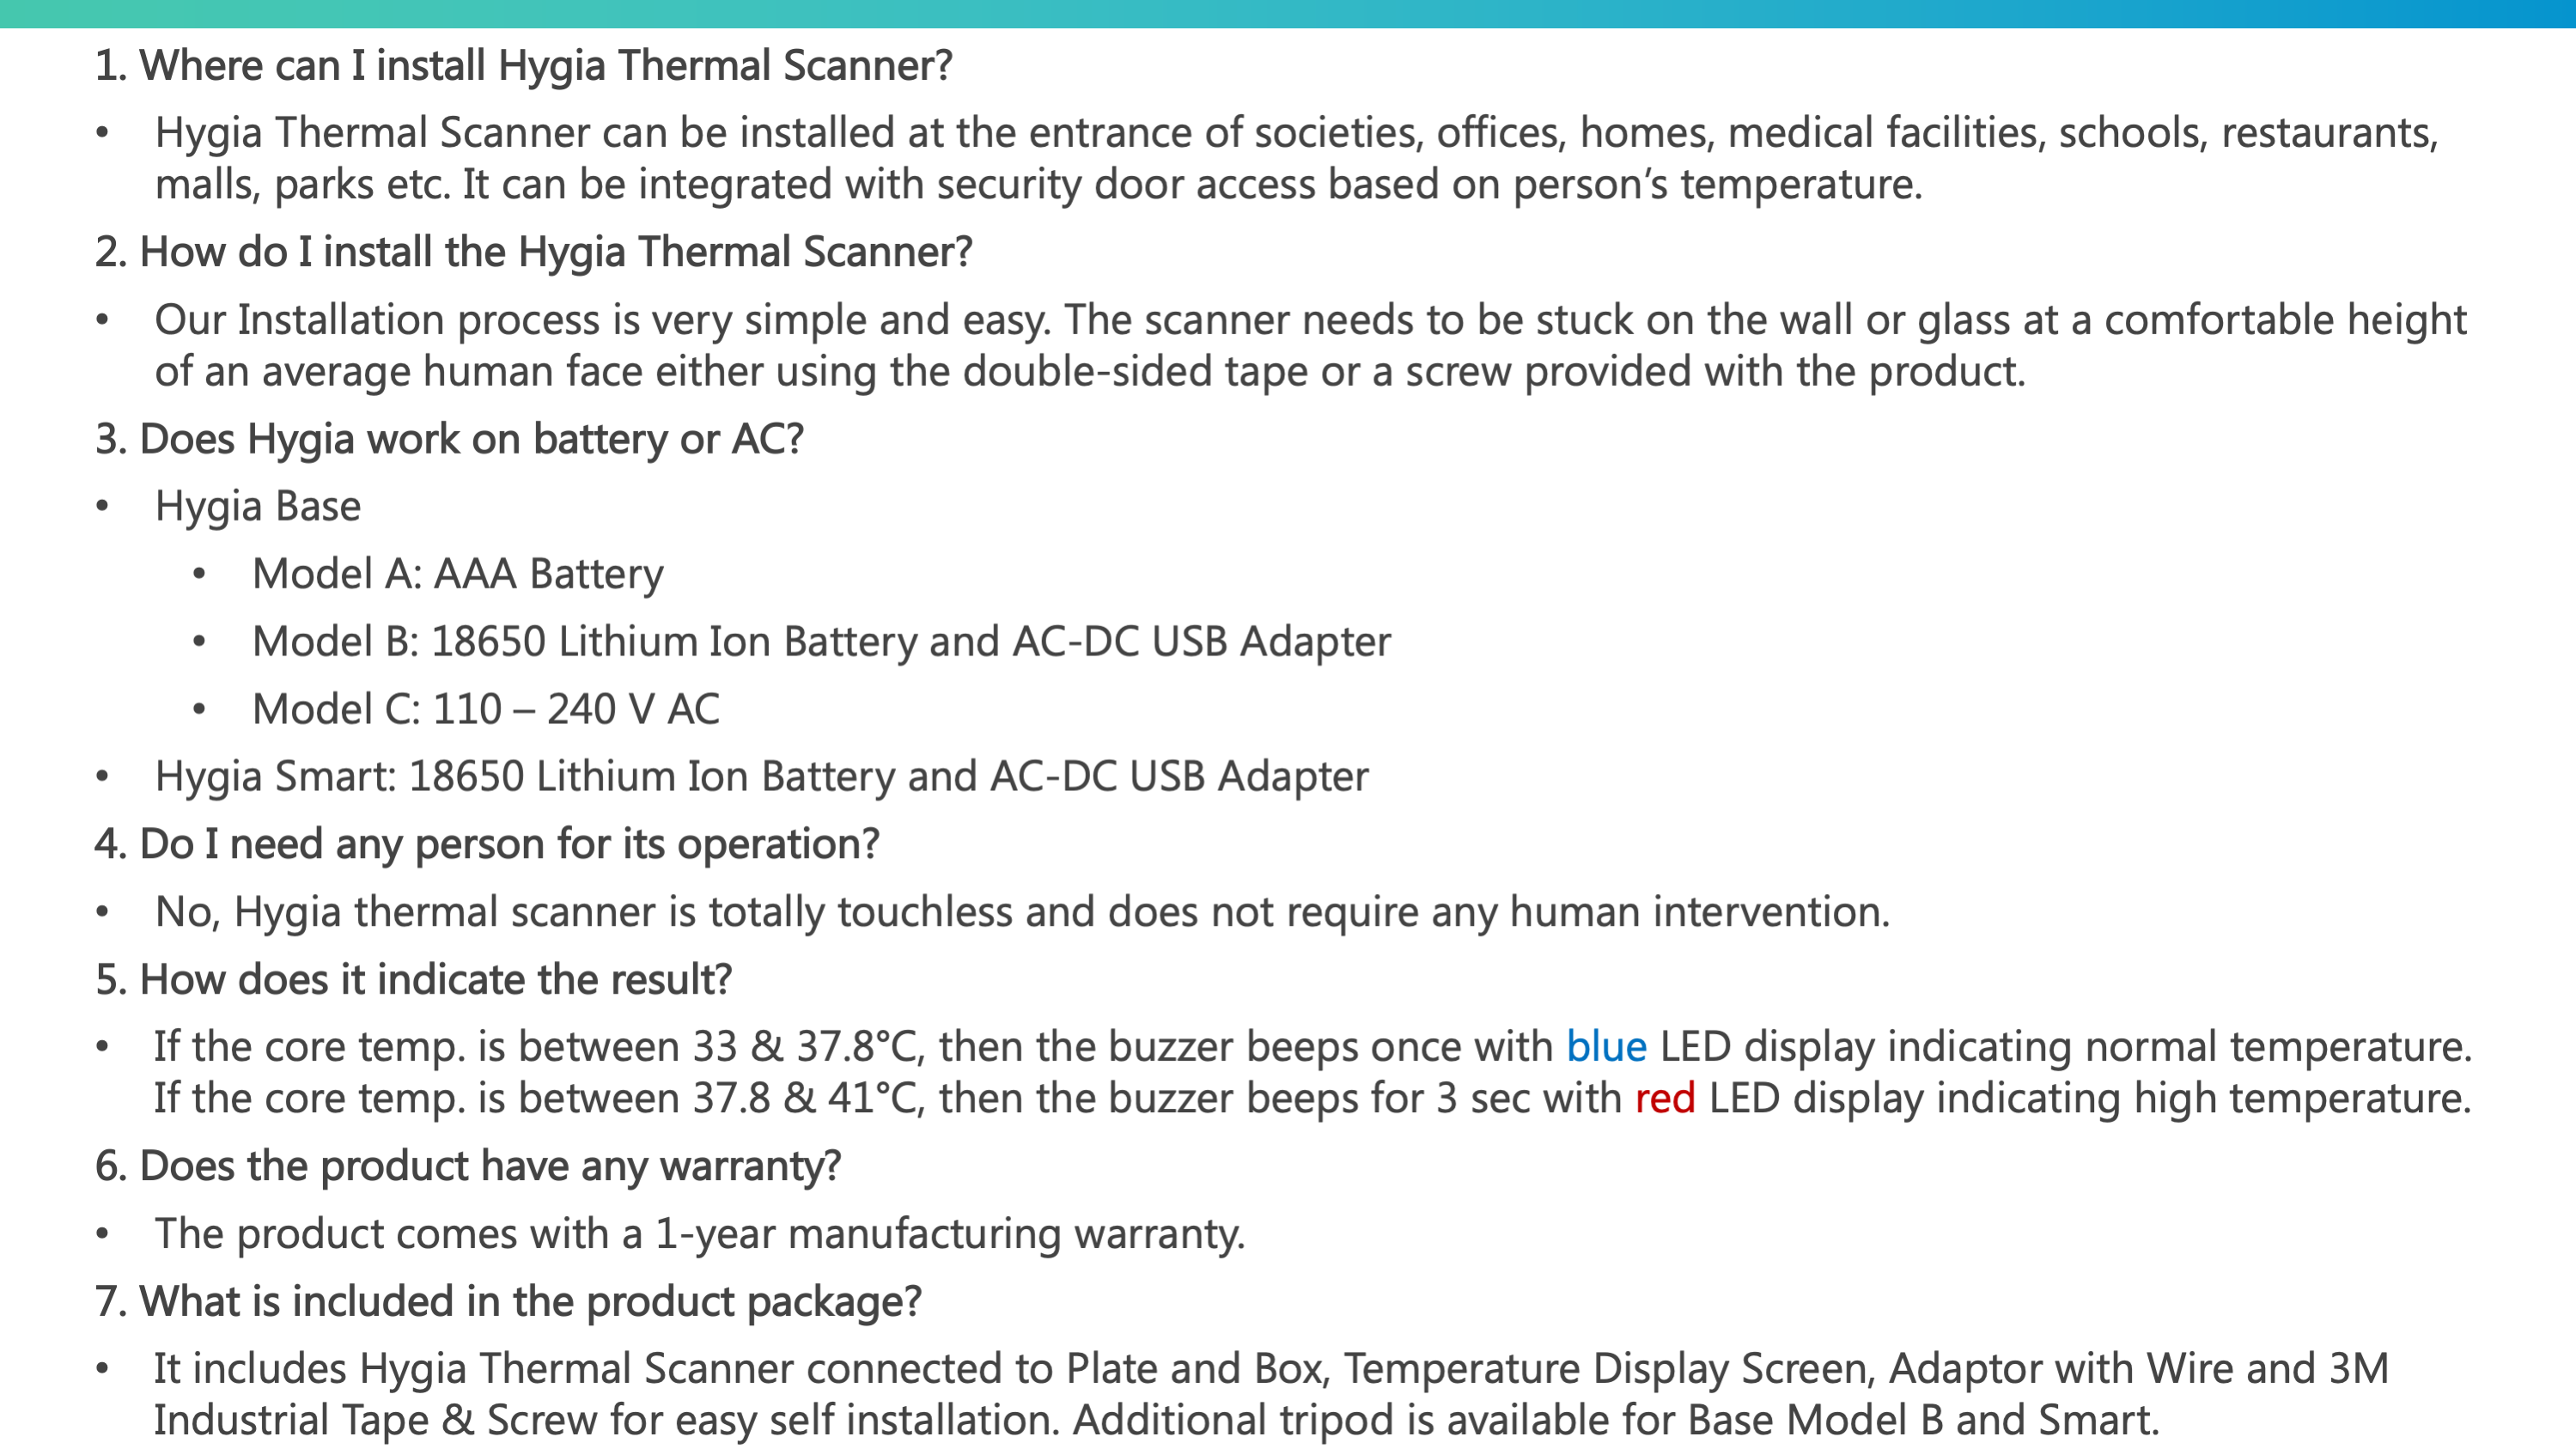 1. Where can I install Hygia Thermal Scanner?
• Hygia Thermal Scanner can be installed at the entrance of societies, offices, homes, medical facilities, schools, restaurants,
malls, parks etc. It can be integrated with security door access based on person’s temperature.
2. How do I install the Hygia Thermal Scanner?
• Our Installation process is very simple and easy. The scanner needs to be stuck on the wall or glass at a comfortable height
of an average human face either using the double-sided tape or a screw provided with the product.
3. Does Hygia work on battery or AC?
• Hygia Base
• Model A: AAA Battery
• Model B: 18650 Lithium Ion Battery and AC-DC USB Adapter
• Model C: 110 – 240 V AC
• Hygia Smart: 18650 Lithium Ion Battery and AC-DC USB Adapter
4. Do I need any person for its operation?
• No, Hygia thermal scanner is totally touchless and does not require any human intervention.
5. How does it indicate the result?
• If the core temp. is between 33 & 37.8°C, then the buzzer beeps once with blue LED display indicating normal temperature.
If the core temp. is between 37.8 & 41°C, then the buzzer beeps for 3 sec with red LED display indicating high temperature.
6. Does the product have any warranty?
• The product comes with a 1-year manufacturing warranty.
7. What is included in the product package?
• It includes Hygia Thermal Scanner connected to Plate and Box, Temperature Display Screen, Adaptor with Wire and 3M
Industrial Tape & Screw for easy self installation. Additional tripod is available for Base Model B and Smart.